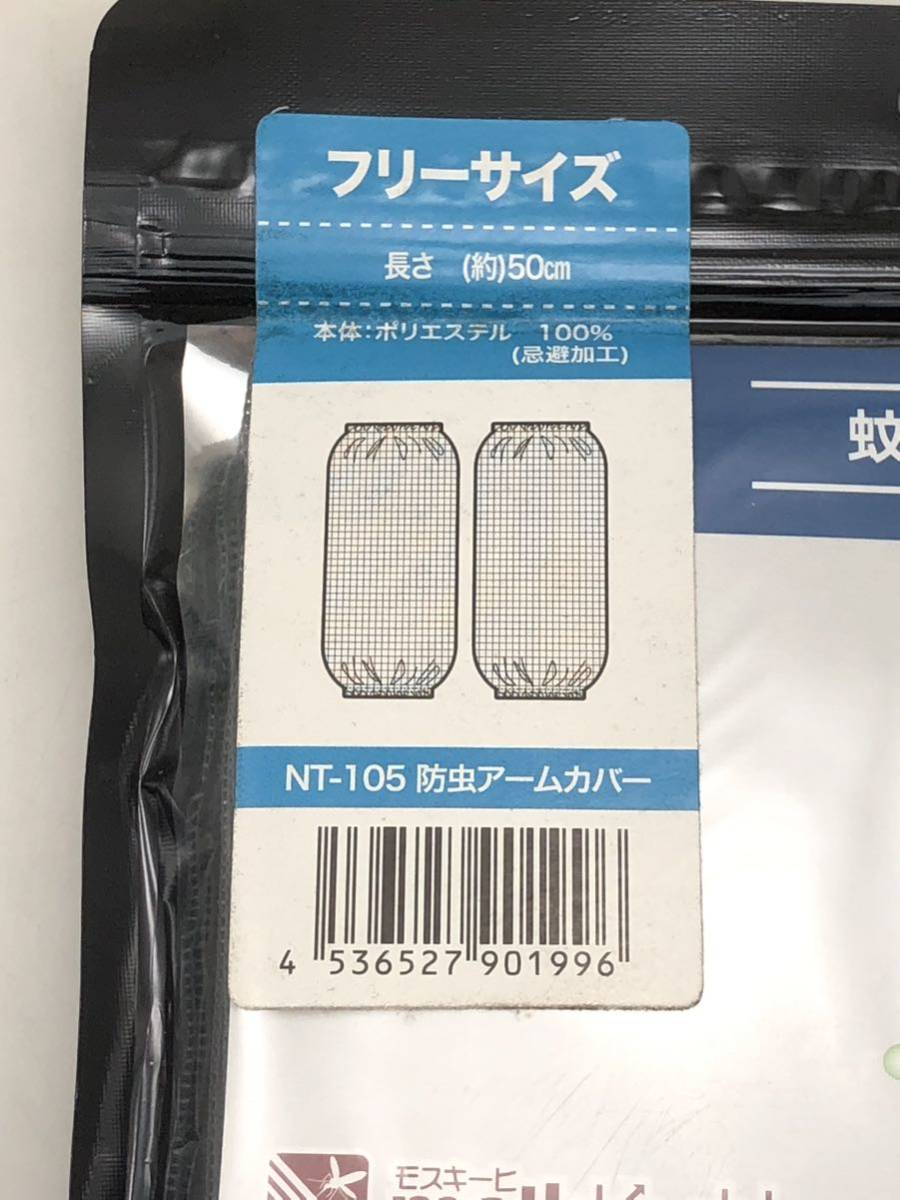 フリーサイズ
長さ (約)50cm
本体:ポリエステル 100%
(忌避加工)
蚊
NT-105 防虫アームカバー
4 536527 901996
モスキーヒ